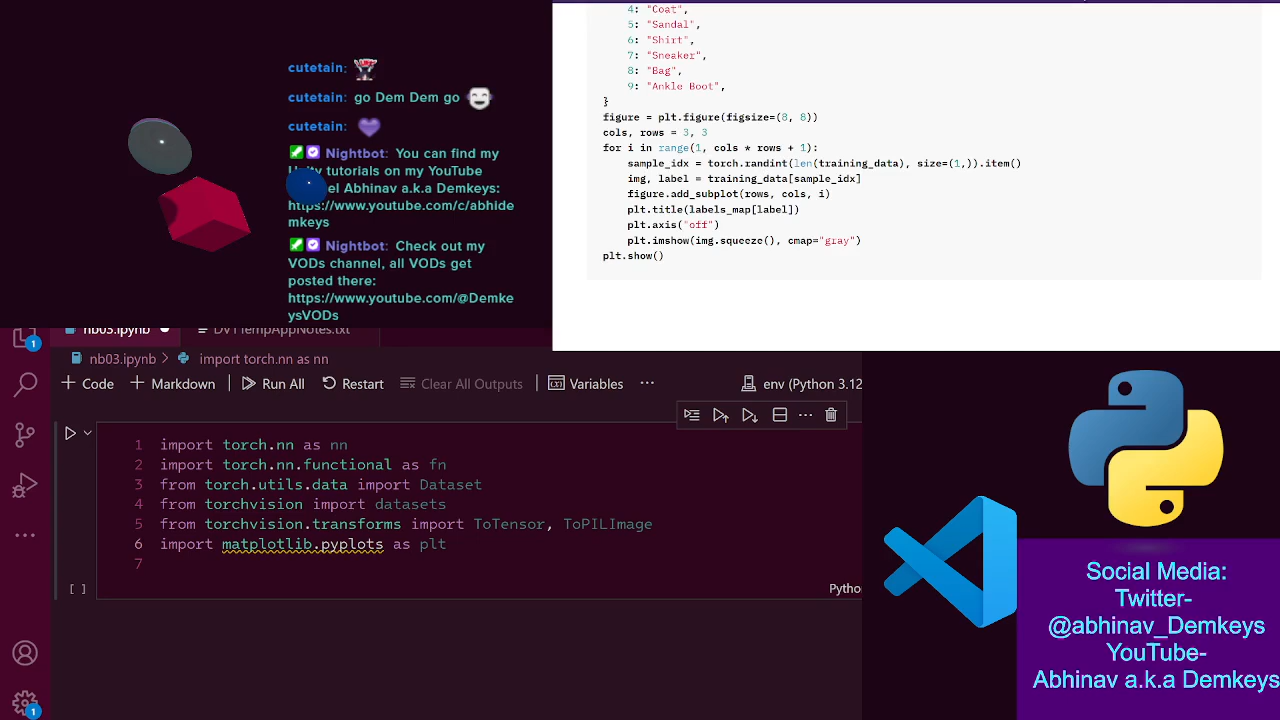 cutetain:
cutetain: go Dem Dem go
cutetain:
Nightbot: You can find my
Unity tutorials on my YouTube
el Abhinav a.k.a Demkeys:
https://www.youtube.com/c/abhide
mkeys
Nightbot: Check out my
VODs channel, all VODs get
posted there:
https://www.youtube.com/@Demke
ysVODs
4: "Coat",
5: "Sandal",
6: "Shirt",
7: "Sneaker",
8: "Bag",
9: "Ankle Boot",
}
figure = plt.figure(figsize=(8, 8))
cols, rows = 3, 3
for i in range(1, cols * rows + 1):
sample_idx = torch.randint(len(training_data), size=(1,)).item()
img, label = training_data[sample_idx]
figure.add_subplot(rows, cols, i)
plt.title(labels_map[label])
plt.axis("off")
plt.imshow(img.squeeze(), cmap="gray")
plt.show()
nb03.ipynb DVTTempAppNotes.txt
nb03.ipynb > import torch.nn as nn
+ Code + Markdown Run All Restart Clear All Outputs Variables ... env (Python 3.12
1 import torch.nn as nn
2 import torch.nn.functional as fn
3 from torch.utils.data import Dataset
4 from torchvision import datasets
5 from torchvision.transforms import ToTensor, ToPILImage
6 import matplotlib.pyplots as plt
7
[ ] Pytho
1
1
Social Media:
Twitter-
@abhinav_Demkeys
YouTube-
Abhinav a.k.a Demkeys